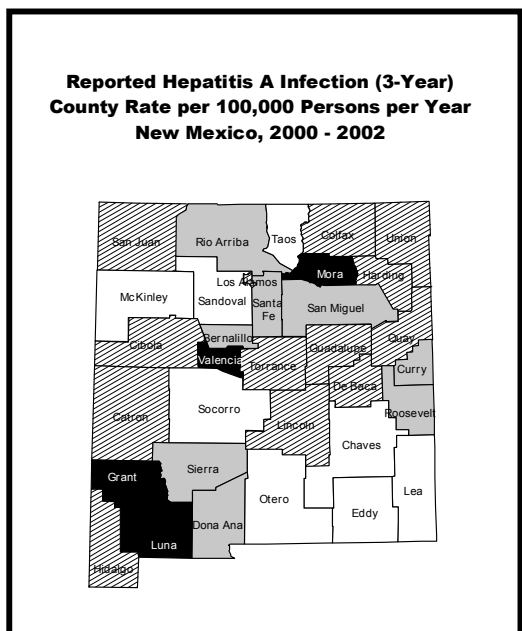 Reported Hepatitis A Infection (3-Year)
County Rate per 100,000 Persons per Year
New Mexico, 2000 - 2002
San Juan
Rio Arriba
Taos
Colfax
Union
Los Alamos
Mora
Harding
McKinley
Sandoval
Santa
Fe
San Miguel
Bernalillo
Cibola
Valencia
Torrance
Guadalupe
Quay
Curry
De Baca
Roosevelt
Catron
Socorro
Lincoln
Chaves
Grant
Sierra
Otero
Lea
Eddy
Dona Ana
Luna
Hidalgo